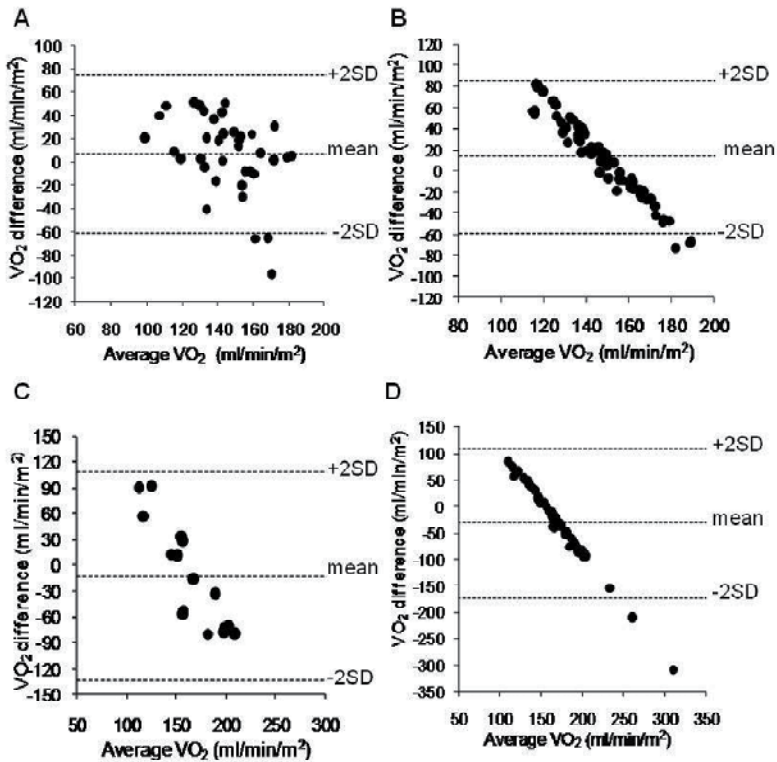 A
VO₂ difference (ml/min/m²)
100
80
60
40
20
0
-20
-40
-60
-80
-100
-120
+2SD
mean
-2SD
60 80 100 120 140 160 180 200
Average VO₂ (ml/min/m²)
B
VO₂ difference (ml/min/m²)
120
100
80
60
40
20
0
-20
-40
-60
-80
-100
-120
+2SD
mean
-2SD
80 100 120 140 160 180 200
Average VO₂ (ml/min/m²)
C
VO₂ difference (ml/min/m²)
150
120
90
60
30
0
-30
-60
-90
-120
-150
+2SD
mean
-2SD
50 100 150 200 250 300
Average VO₂ (ml/min/m²)
D
VO₂ difference (ml/min/m²)
150
100
50
0
-50
-100
-150
-200
-250
-300
-350
+2SD
mean
-2SD
50 100 150 200 250 300 350
Average VO₂ (ml/min/m²)